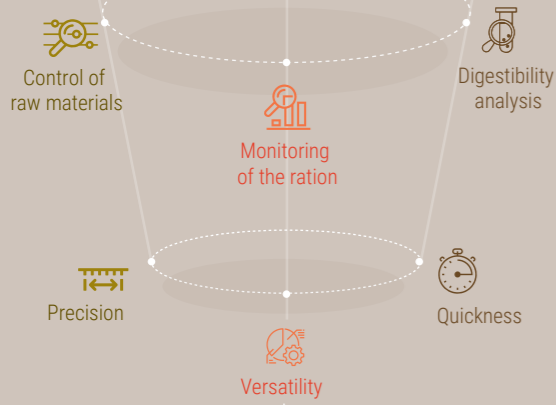 Control of
raw materials
Digestibility
analysis
Monitoring
of the ration
Precision
Quickness
Versatility